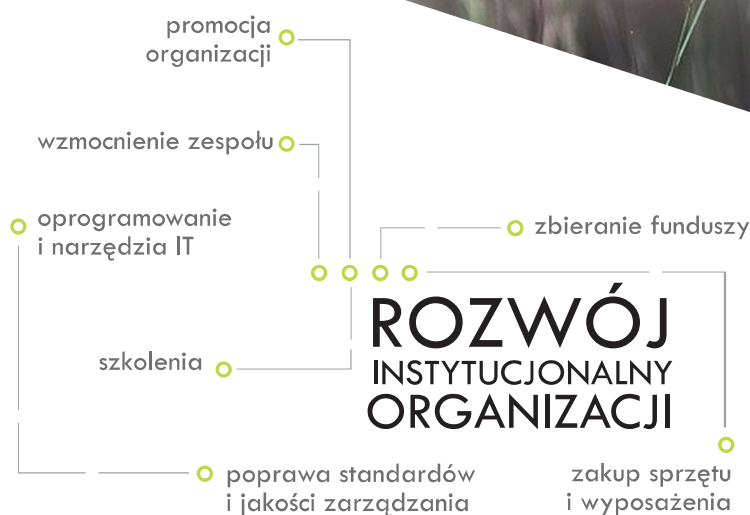 promocja
organizacji
wzmocnienie zespołu
oprogramowanie
i narzędzia IT
zbieranie funduszy
szkolenia
ROZWÓJ
INSTYTUCJONALNY
ORGANIZACJI
poprawa standardów
i jakości zarządzania
zakup sprzętu
i wyposażenia